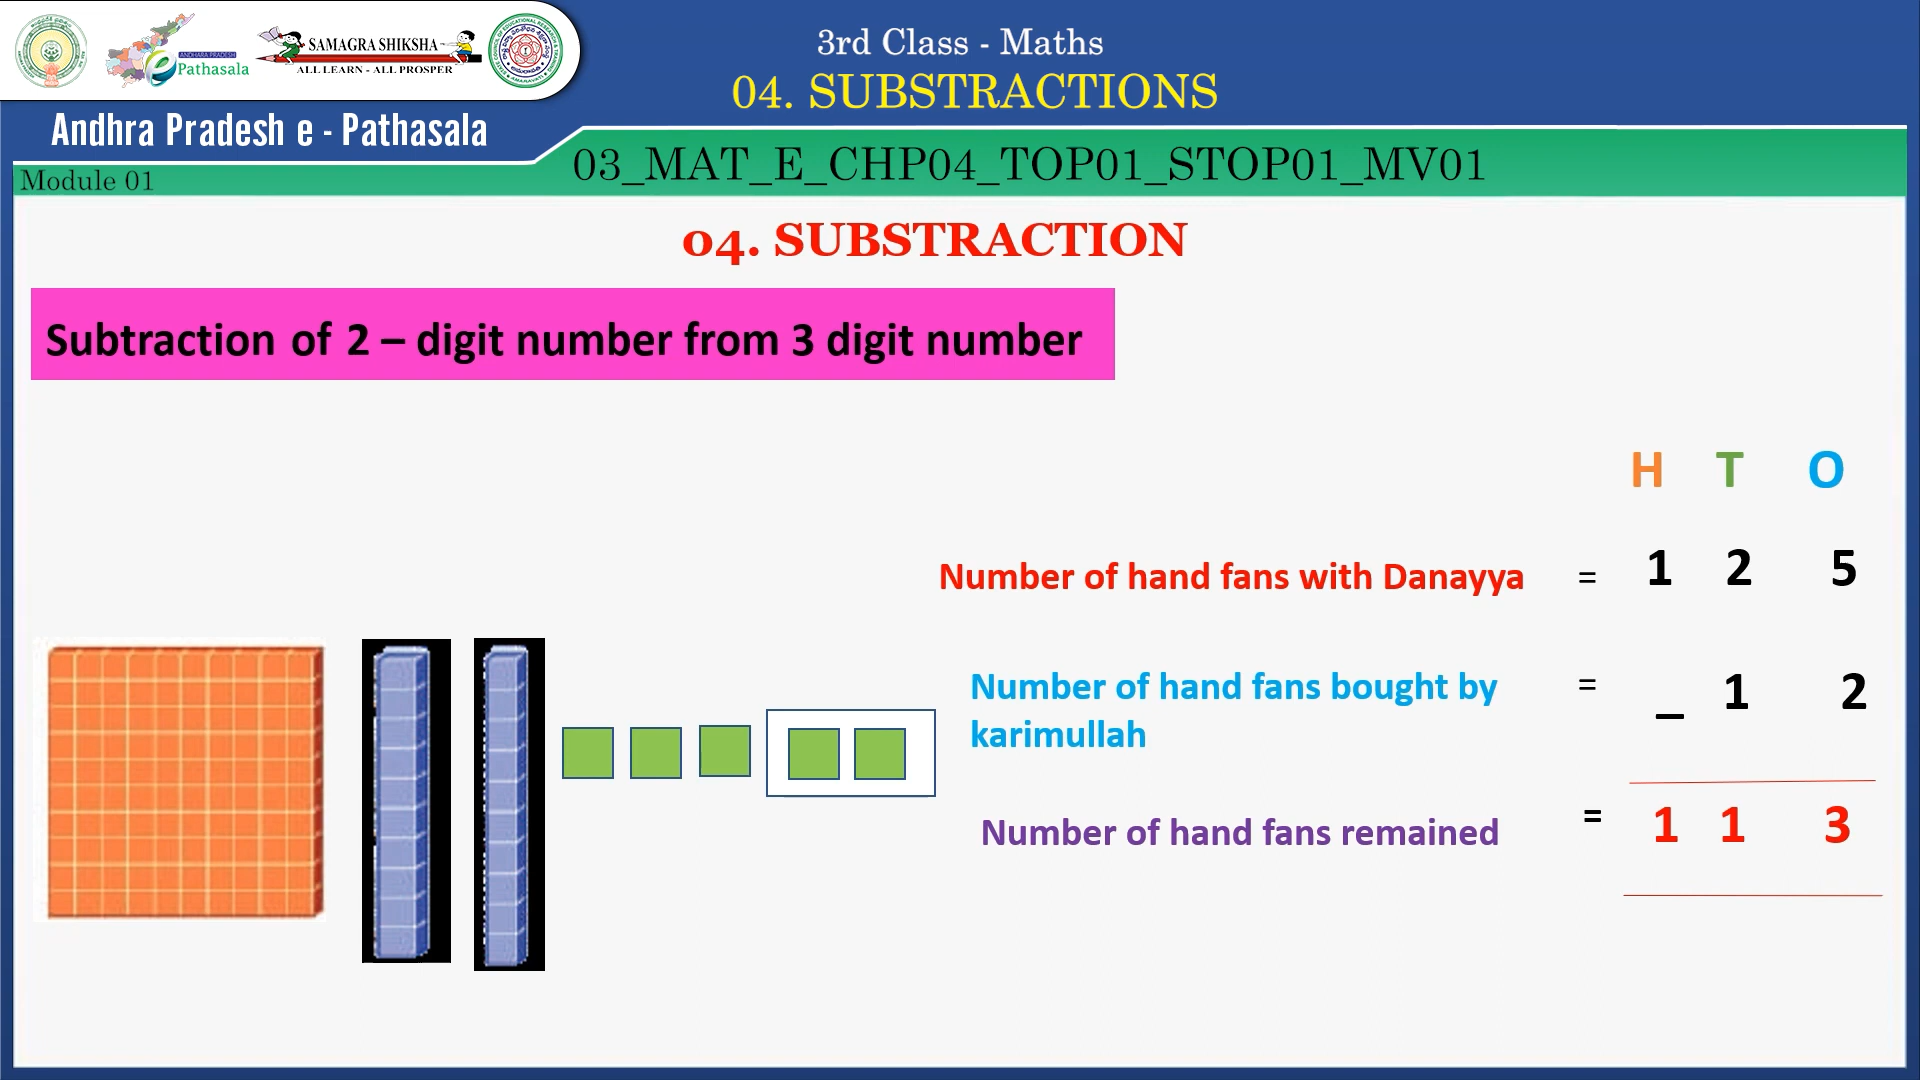 ANDHARA PRADESH
e Pathasala
SAMAGRA SHIKSHA
ALL LEARN - ALL PROSPER
Andhra Pradesh e - Pathasala
3rd Class - Maths
04. SUBSTRACTIONS
Module 01
03_MAT_E_CHP04_TOP01_STOP01_MV01
04. SUBSTRACTION
Subtraction of 2 – digit number from 3 digit number
H T O
Number of hand fans with Danayya = 1 2 5
Number of hand fans bought by = _ 1 2
karimullah
Number of hand fans remained = 1 1 3